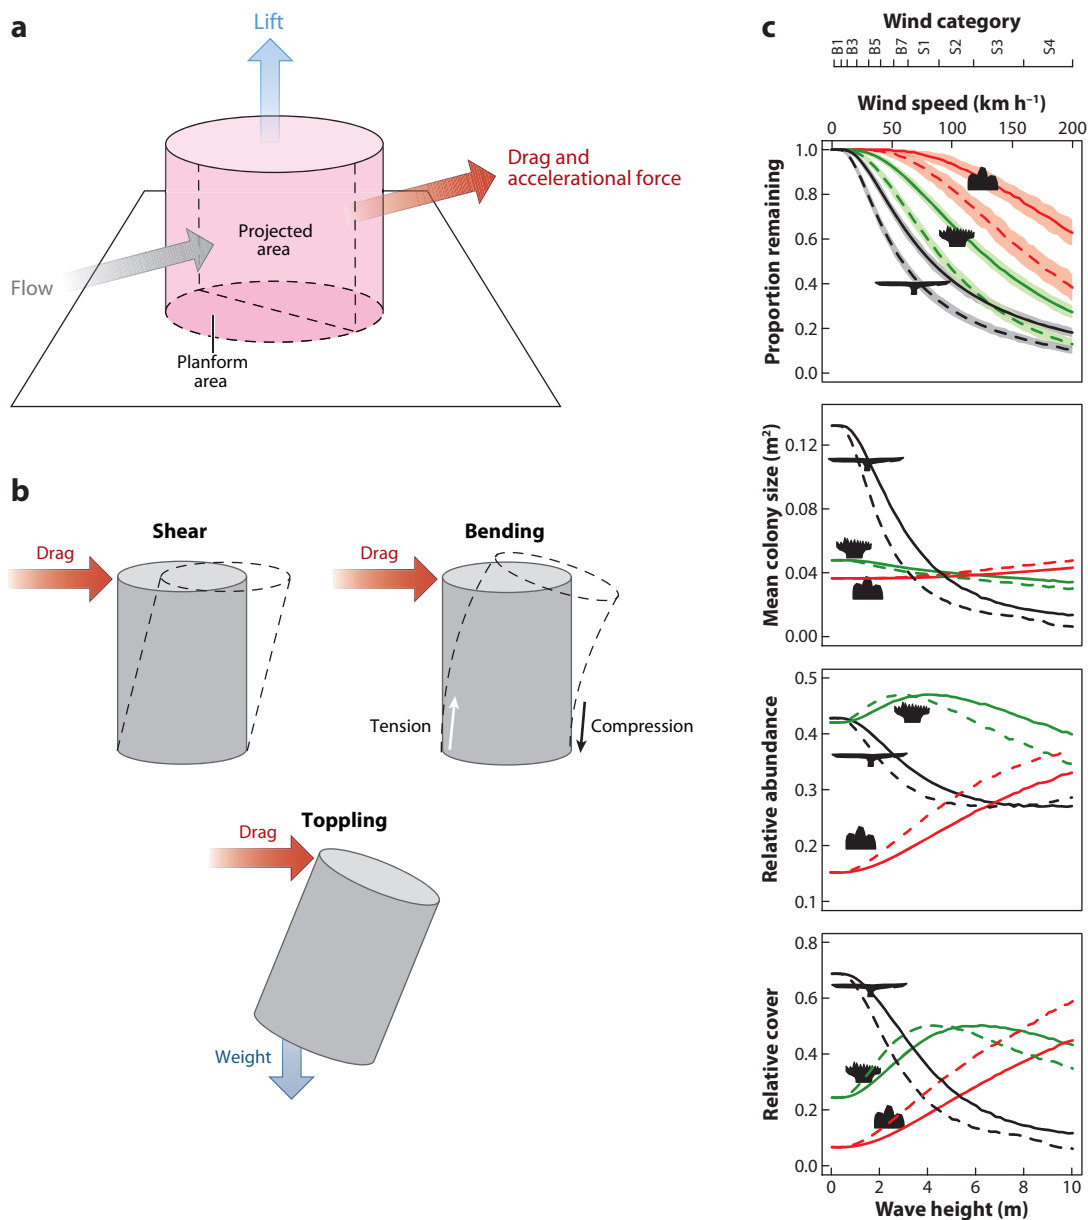 a
Lift
Drag and
accelerational force
Projected
area
Flow
Planform
area
b
Shear
Drag
Bending
Drag
Tension
Compression
Toppling
Drag
Weight
c
Wind category
B1 B3 B5 B7 S1 S2 S3 S4
Wind speed (km h–1)
0 50 100 150 200
Proportion remaining
1.0
0.8
0.6
0.4
0.2
0.0
Mean colony size (m2)
0.12
0.08
0.04
0.00
Relative abundance
0.5
0.4
0.3
0.2
0.1
Relative cover
0.8
0.6
0.4
0.2
0.0
0 2 4 6 8 10
Wave height (m)